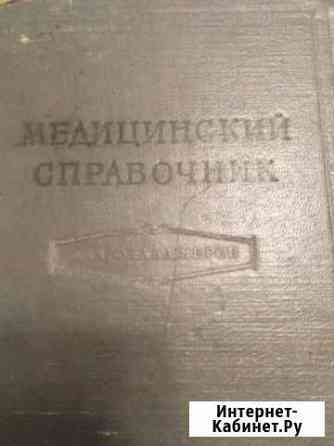 МЕДИЦИНСКИЙ
СПРАВОЧНИК
Интернет-
Кабинет.Ру